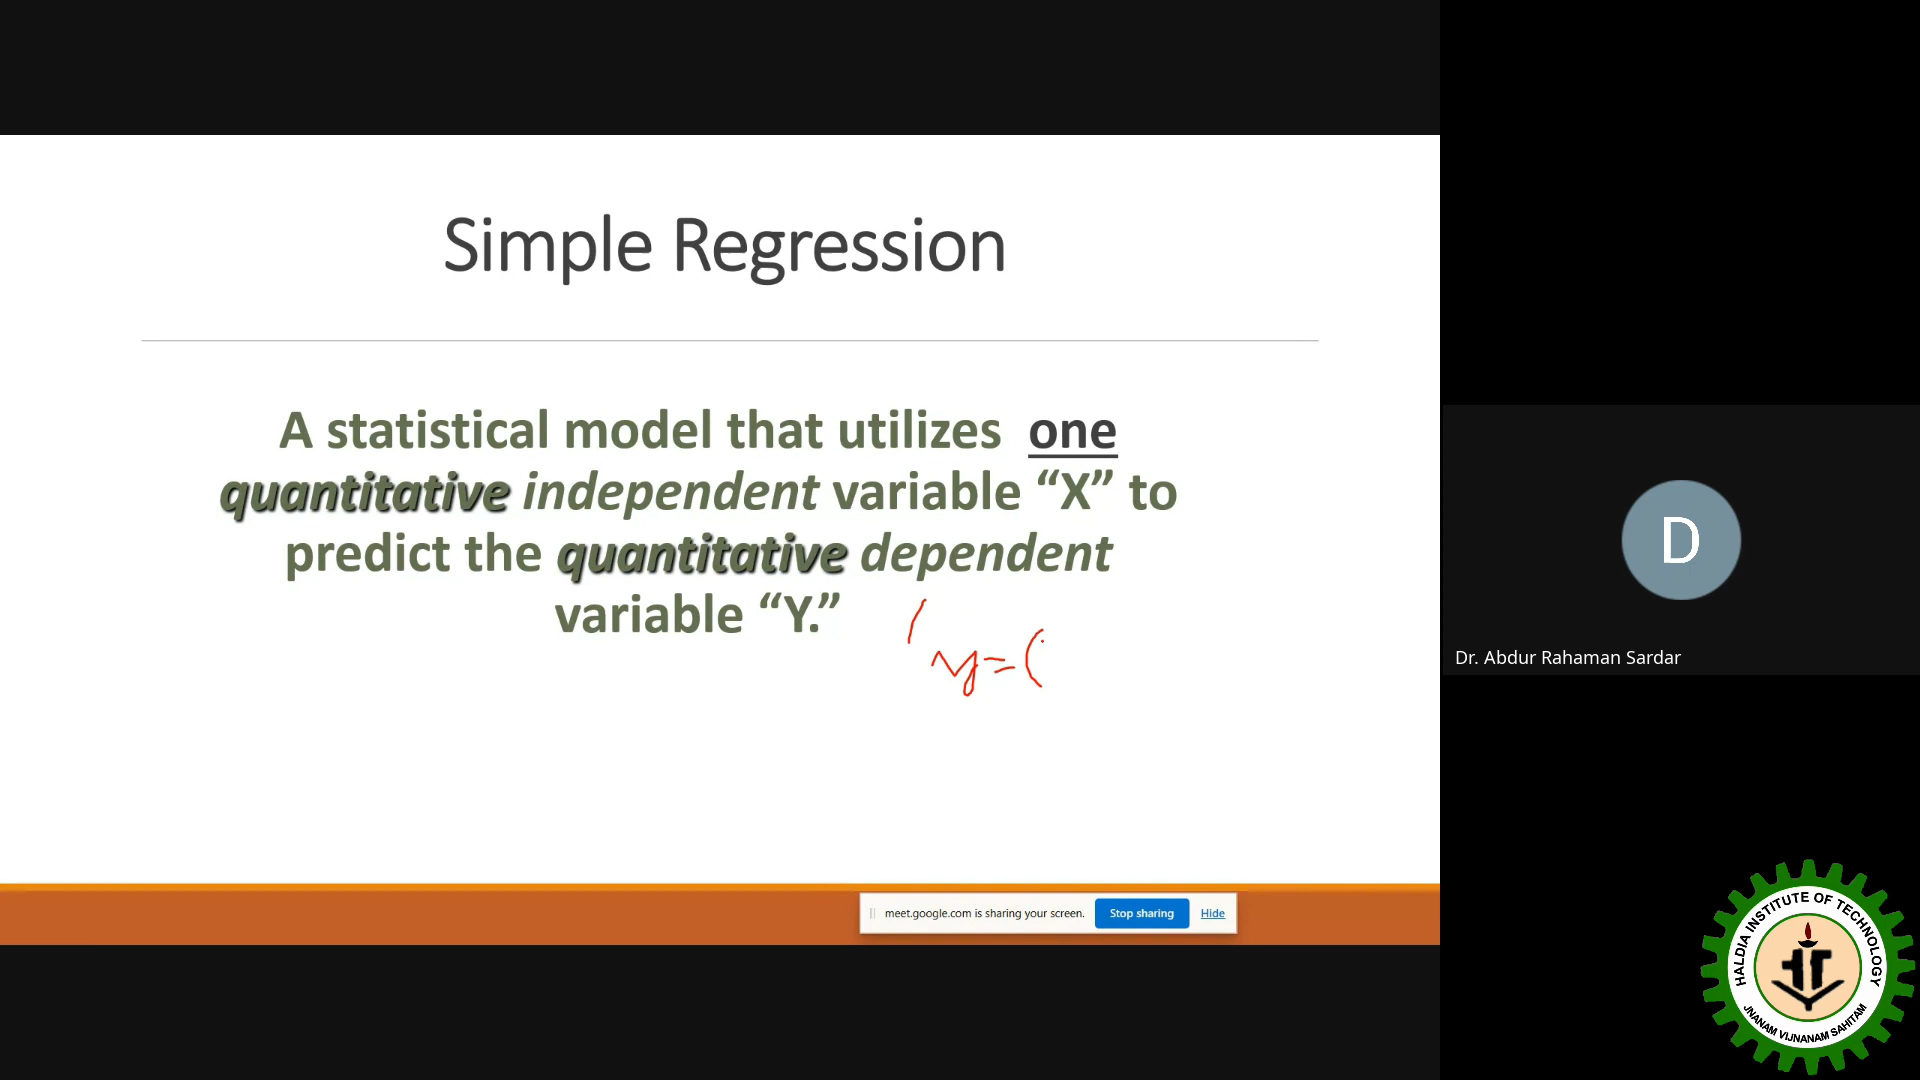 Simple Regression
A statistical model that utilizes one
quantitative independent variable “X” to
predict the quantitative dependent
variable “Y.”
y=(
meet.google.com is sharing your screen. Stop sharing Hide
D
Dr. Abdur Rahaman Sardar
HALDIA INSTITUTE OF TECHNOLOGY
JNANAM VIJNANAM SAHITAM